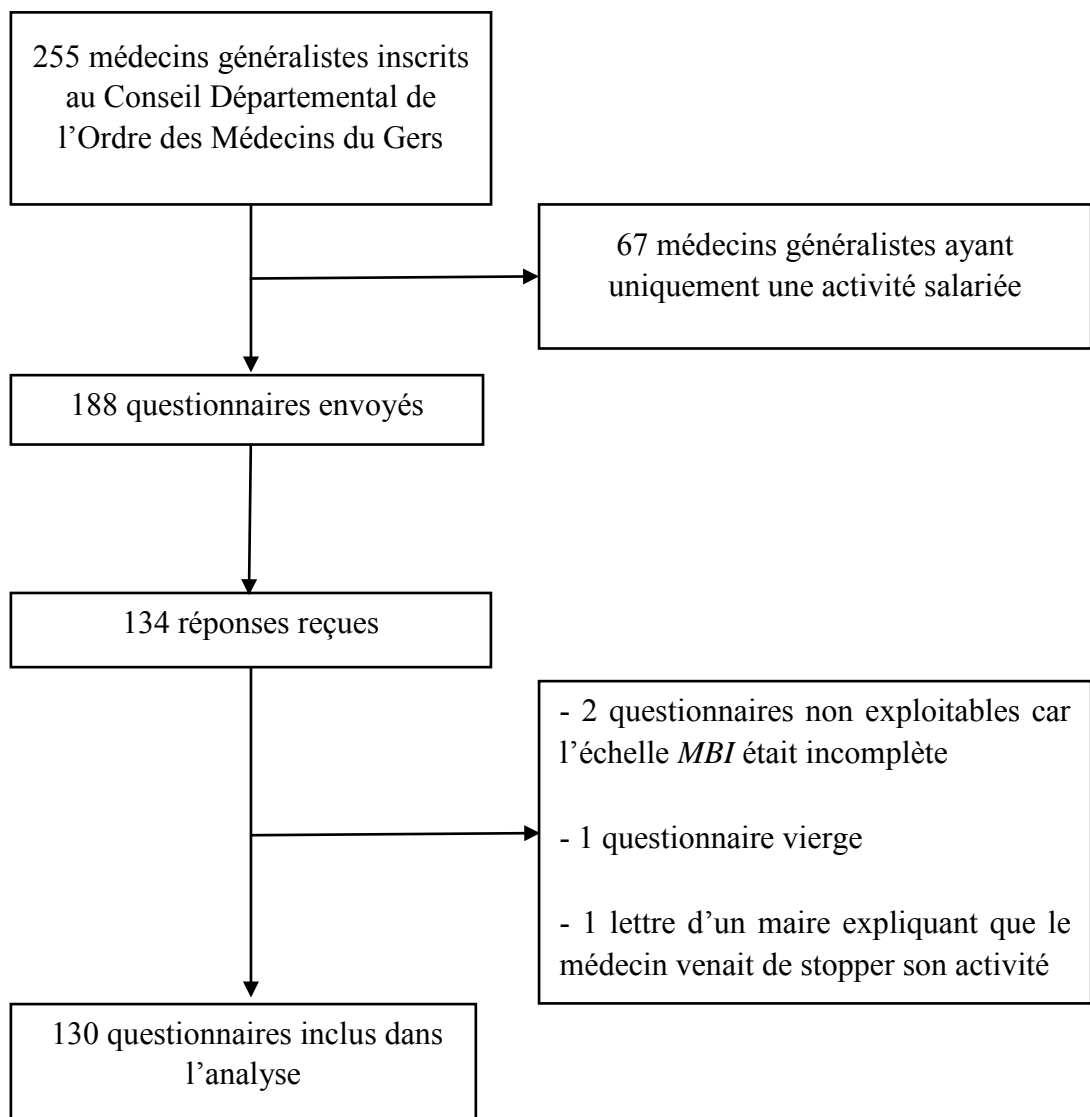 255 médecins généralistes inscrits
au Conseil Départemental de
l’Ordre des Médecins du Gers
67 médecins généralistes ayant
uniquement une activité salariée
188 questionnaires envoyés
134 réponses reçues
- 2 questionnaires non exploitables car
l’échelle MBI était incomplète
- 1 questionnaire vierge
- 1 lettre d’un maire expliquant que le
médecin venait de stopper son activité
130 questionnaires inclus dans
l’analyse